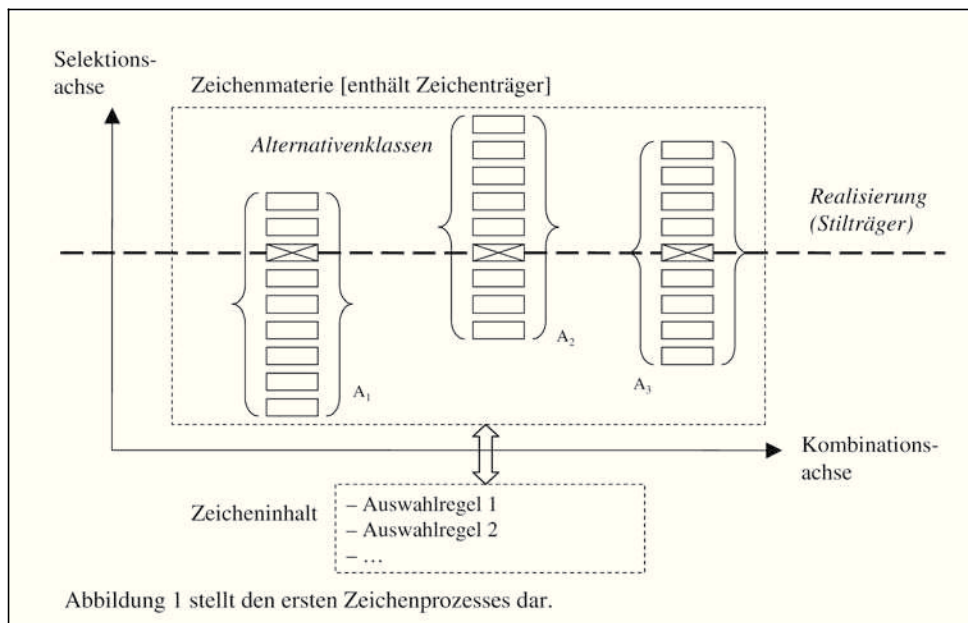 Selektions-
achse
Zeichenmaterie [enthält Zeichenträger]
Alternativenklassen
Realisierung
(Stilträger)
A₁
A₂
A₃
Kombinations-
achse
Zeicheninhalt
– Auswahlregel 1
– Auswahlregel 2
– …
Abbildung 1 stellt den ersten Zeichenprozesses dar.